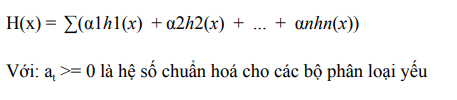 H(x) = ∑(α1h1(x) + α2h2(x) + ... + αnhn(x))
Với: aₜ >= 0 là hệ số chuẩn hoá cho các bộ phân loại yếu